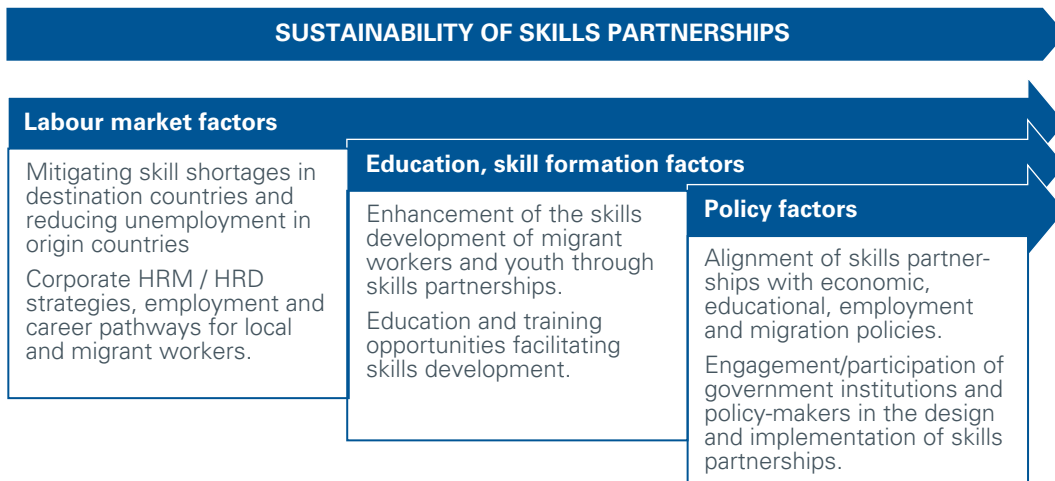 SUSTAINABILITY OF SKILLS PARTNERSHIPS
Labour market factors
Mitigating skill shortages in
destination countries and
reducing unemployment in
origin countries
Corporate HRM / HRD
strategies, employment and
career pathways for local
and migrant workers.
Education, skill formation factors
Enhancement of the skills
development of migrant
workers and youth through
skills partnerships.
Education and training
opportunities facilitating
skills development.
Policy factors
Alignment of skills partner-
ships with economic,
educational, employment
and migration policies.
Engagement/participation of
government institutions and
policy-makers in the design
and implementation of skills
partnerships.